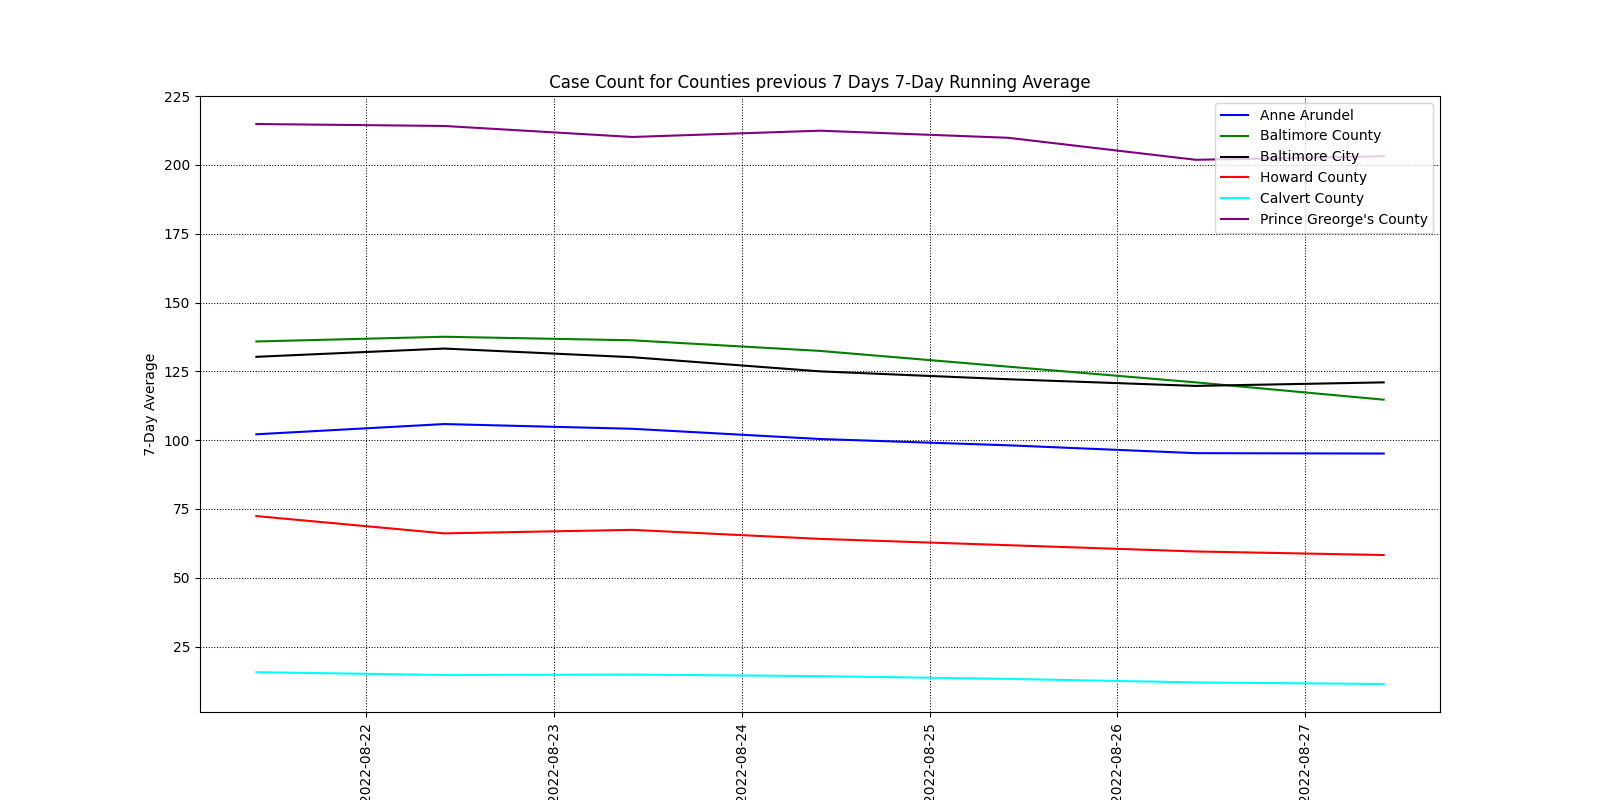 Case Count for Counties previous 7 Days 7-Day Running Average
225
200
175
150
125
100
75
50
25
7-Day Average
Anne Arundel
Baltimore County
Baltimore City
Howard County
Calvert County
Prince Greorge's County
2022-08-22
2022-08-23
2022-08-24
2022-08-25
2022-08-26
2022-08-27